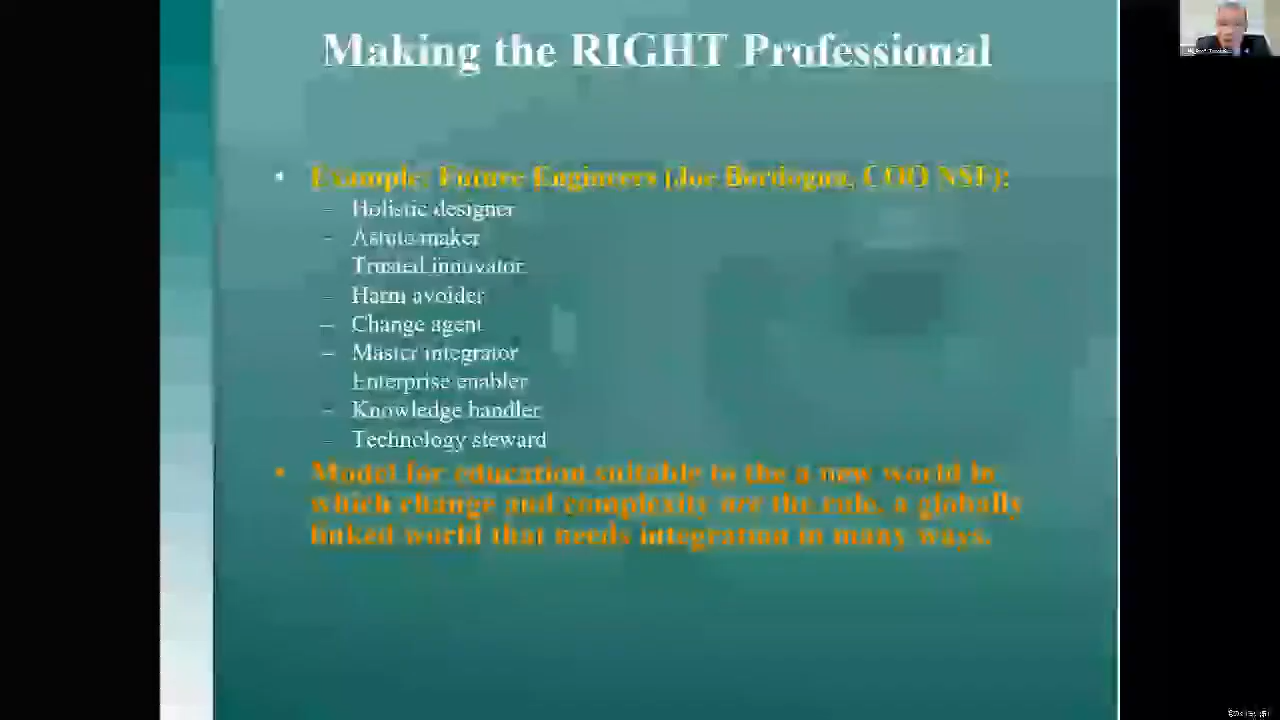 Making the RIGHT Professional
• Example: Future Engineers (Joe Bordogna, COO NSF):
– Holistic designer
– Astute maker
Trusted innovator
– Harm avoider
– Change agent
– Master integrator
Enterprise enabler
– Knowledge handler
– Technology steward
• Model for education suitable to the a new world in
which change and complexity are the rule, a globally
linked world that needs integration in many ways.